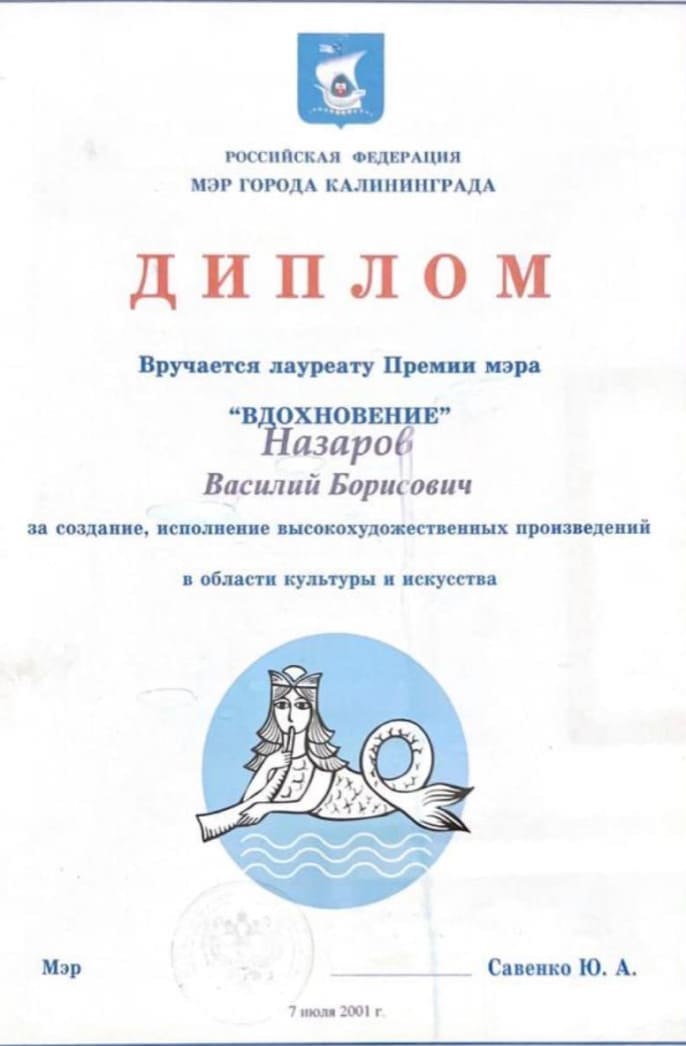 РОССИЙСКАЯ ФЕДЕРАЦИЯ
МЭР ГОРОДА КАЛИНИНГРАДА
ДИПЛОМ
Вручается лауреату Премии мэра
“ВДОХНОВЕНИЕ”
Назаров
Василий Борисович
за создание, исполнение высокохудожественных произведений
в области культуры и искусства
Мэр
Савенко Ю. А.
7 июля 2001 г.